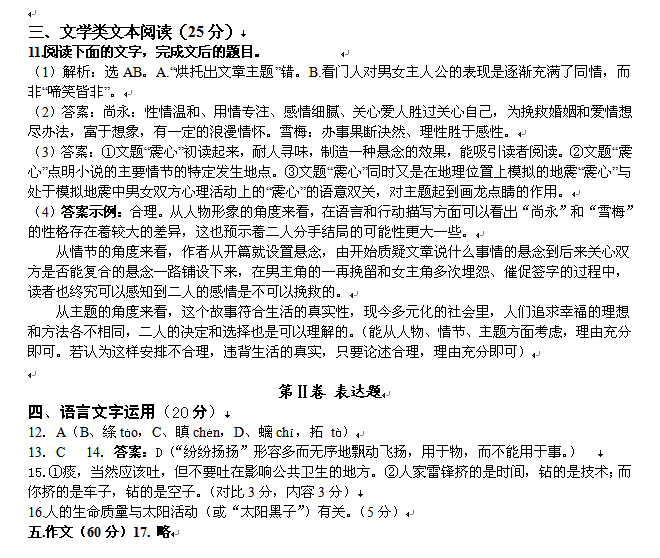 三、文学类文本阅读（25 分）
11.阅读下面的文字，完成文后的题目。
（1）解析：选 AB。A.“烘托出文章主题”错。B.看门人对男女主人公的表现是逐渐充满了同情，而
非“啼笑皆非”。
（2）答案：尚永：性情温和、用情专注、感情细腻、关心爱人胜过关心自己，为挽救婚姻和爱情想
尽办法，富于想象，有一定的浪漫情怀。雪梅：办事果断决然、理性胜于感性。
（3）答案：①文题“震心”初读起来，耐人寻味，制造一种悬念的效果，能吸引读者阅读。②文题“震
心”点明小说的主要情节的特定发生地点。③文题“震心”同时又是在地理位置上模拟的地震“震心”与
处于模拟地震中男女双方心理活动上的“震心”的语意双关，对主题起到画龙点睛的作用。
（4）答案示例：合理。从人物形象的角度来看，在语言和行动描写方面可以看出“尚永”和“雪梅”
的性格存在着较大的差异，这也预示着二人分手结局的可能性更大一些。
从情节的角度来看，作者从开篇就设置悬念，由开始质疑文章说什么事情的悬念到后来关心双
方是否能复合的悬念一路铺设下来，在男主角的一再挽留和女主角多次埋怨、催促签字的过程中，
读者也终究可以感知到二人的感情是不可以挽救的。
从主题的角度来看，这个故事符合生活的真实性，现今多元化的社会里，人们追求幸福的理想
和方法各不相同，二人的决定和选择也是可以理解的。（能从人物、情节、主题方面考虑，理由充分
即可。若认为这样安排不合理，违背生活的真实，只要论述合理，理由充分即可）
第Ⅱ卷 表达题
四、语言文字运用（20 分）
12．A（B、绦 tāo，C、瞋 chēn，D、螭 chī，拓 tà）
13．C 14．答案：D（“纷纷扬扬”形容多而无序地飘动飞扬，用于物，而不能用于事。）
15.①痰，当然应该吐，但不要吐在影响公共卫生的地方。②人家雷锋挤的是时间，钻的是技术；而
你挤的是车子，钻的是空子。（对比 3 分，内容 3 分）
16.人的生命质量与太阳活动（或“太阳黑子”）有关。（5 分）
五.作文（60 分）17. 略